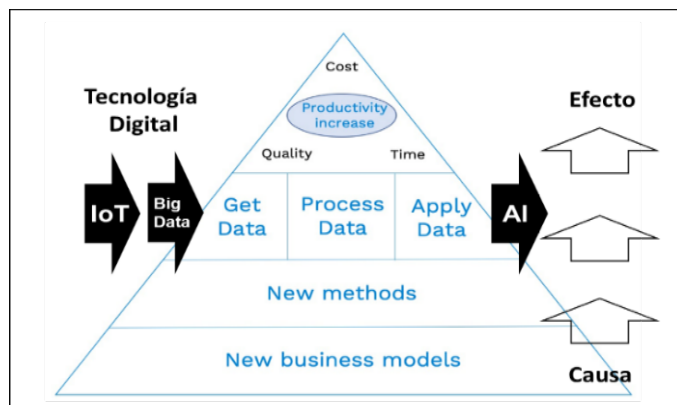 Cost
Tecnología
Digital
Efecto
Productivity
increase
Quality
Time
IoT
Big
Data
Get
Data
Process
Data
Apply
Data
AI
New methods
New business models
Causa